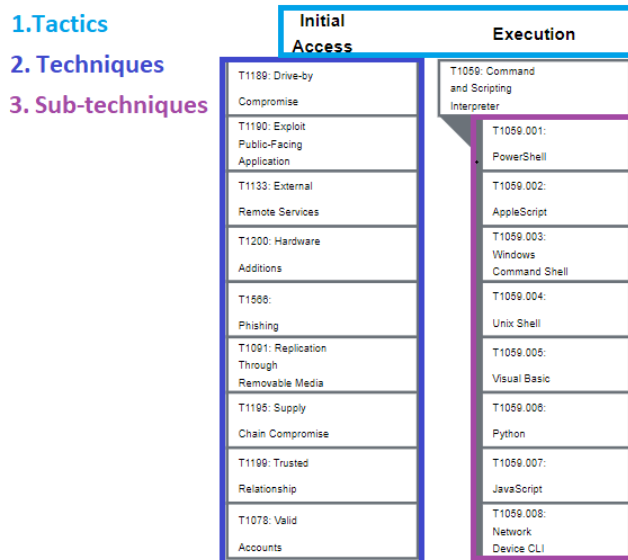 1.Tactics
2. Techniques
3. Sub-techniques
Initial
Access
T1189: Drive-by
Compromise
T1190: Exploit
Public-Facing
Application
T1133: External
Remote Services
T1200: Hardware
Additions
T1566:
Phishing
T1091: Replication
Through
Removable Media
T1195: Supply
Chain Compromise
T1199: Trusted
Relationship
T1078: Valid
Accounts
Execution
T1059: Command
and Scripting
Interpreter
T1059.001:
PowerShell
T1059.002:
AppleScript
T1059.003:
Windows
Command Shell
T1059.004:
Unix Shell
T1059.005:
Visual Basic
T1059.006:
Python
T1059.007:
JavaScript
T1059.008:
Network
Device CLI